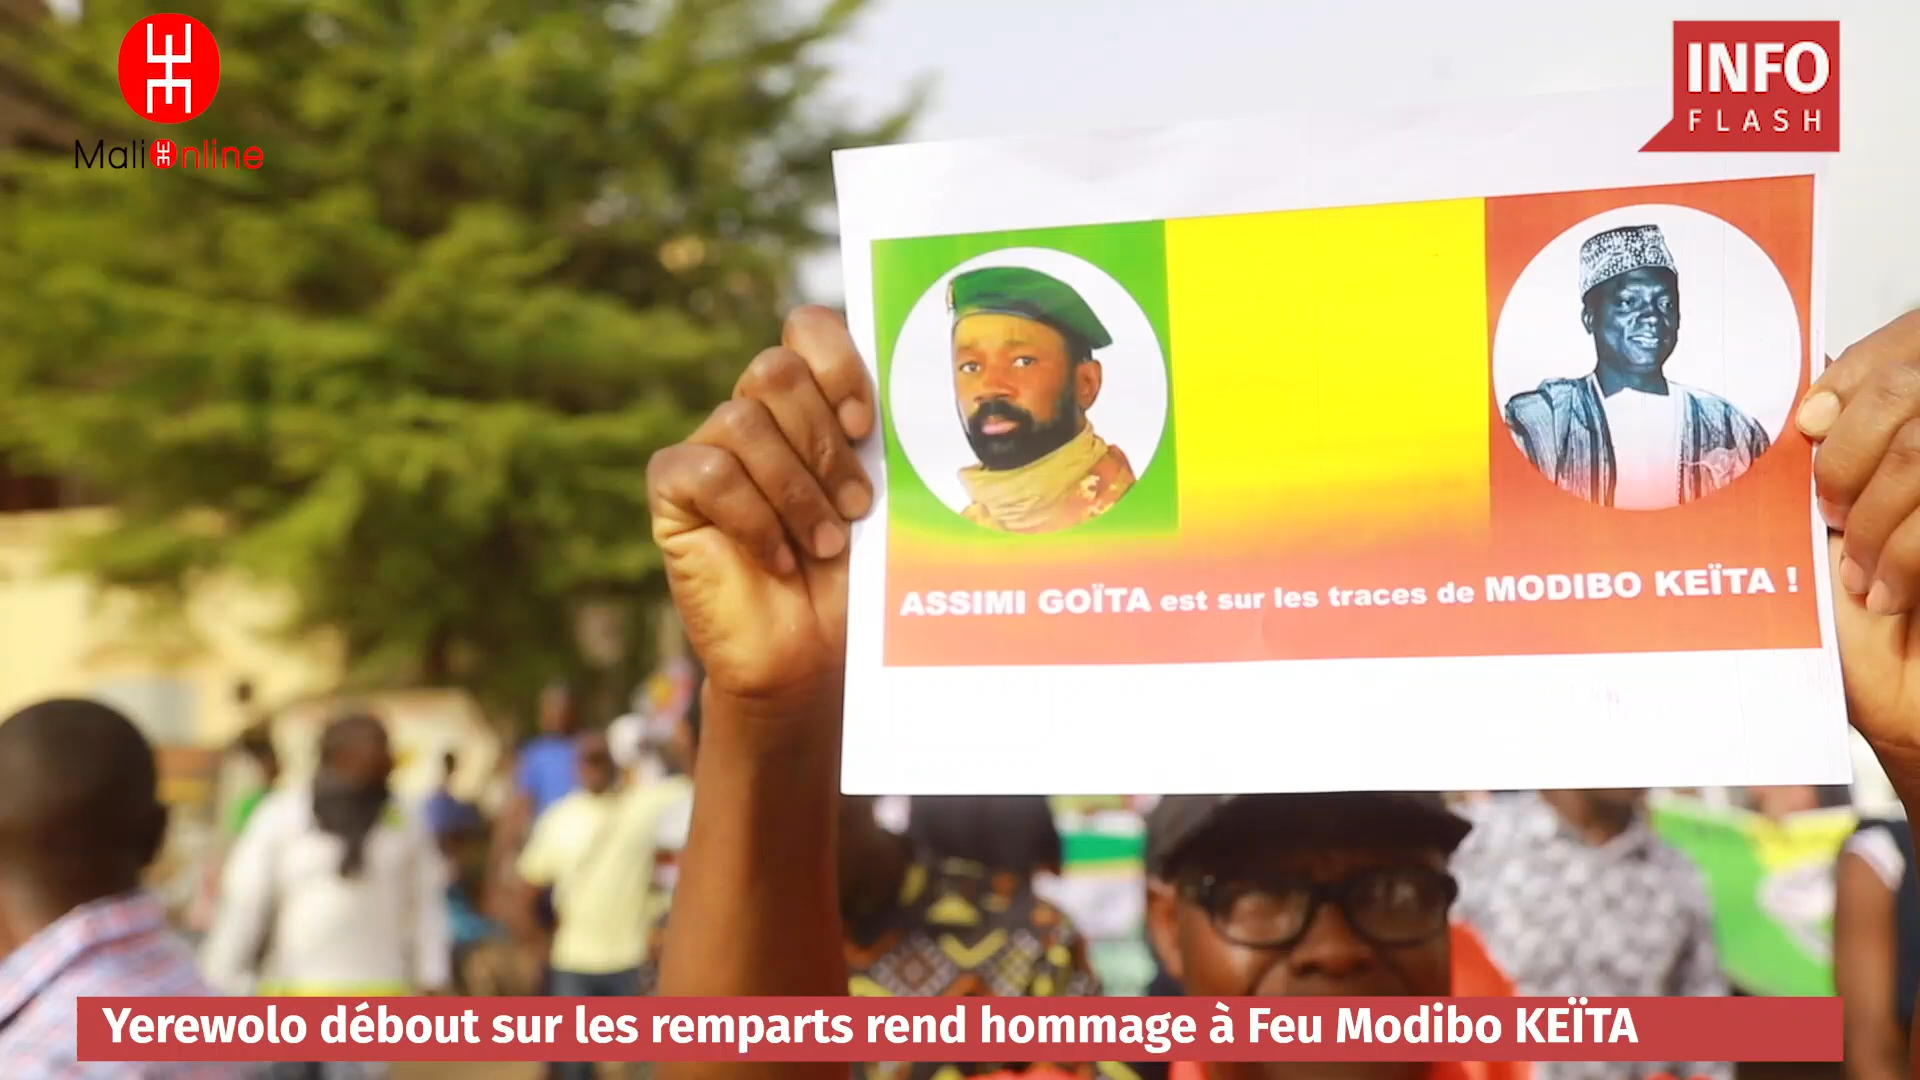 Mali Online
INFO
FLASH
ASSIMI GOÏTA est sur les traces de MODIBO KEÏTA !
Yerewolo débout sur les remparts rend hommage à Feu Modibo KEÏTA